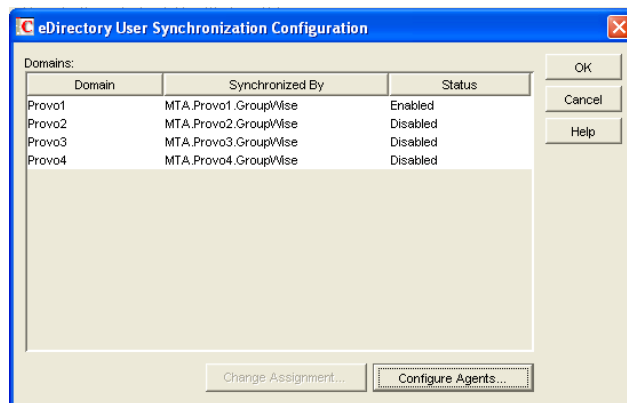 eDirectory User Synchronization Configuration
Domains:
Domain Synchronized By Status
Provo1 MTA.Provo1.GroupWise Enabled
Provo2 MTA.Provo2.GroupWise Disabled
Provo3 MTA.Provo3.GroupWise Disabled
Provo4 MTA.Provo4.GroupWise Disabled
OK
Cancel
Help
Change Assignment... Configure Agents...